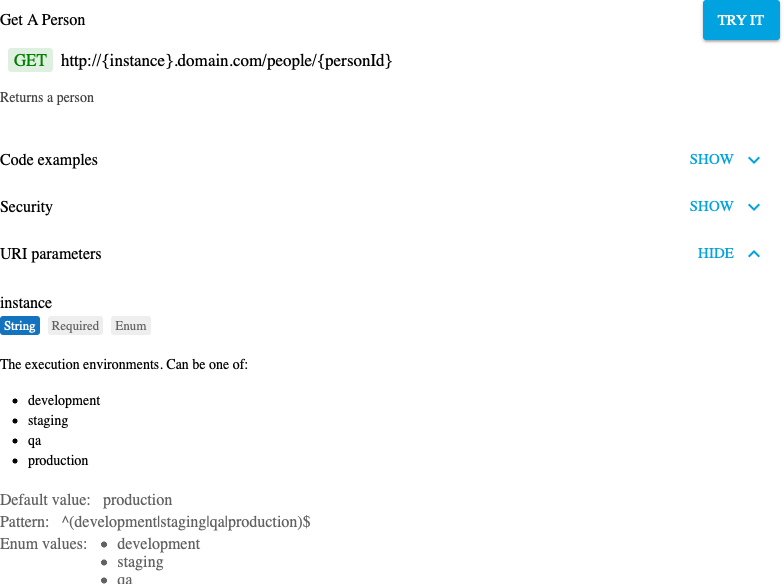 Get A Person
TRY IT
GET http://{instance}.domain.com/people/{personId}
Returns a person
Code examples
SHOW
Security
SHOW
URI parameters
HIDE
instance
String Required Enum
The execution environments. Can be one of:
• development
• staging
• qa
• production
Default value: production
Pattern: ^(development|staging|qa|production)$
Enum values: • development
• staging
• qa